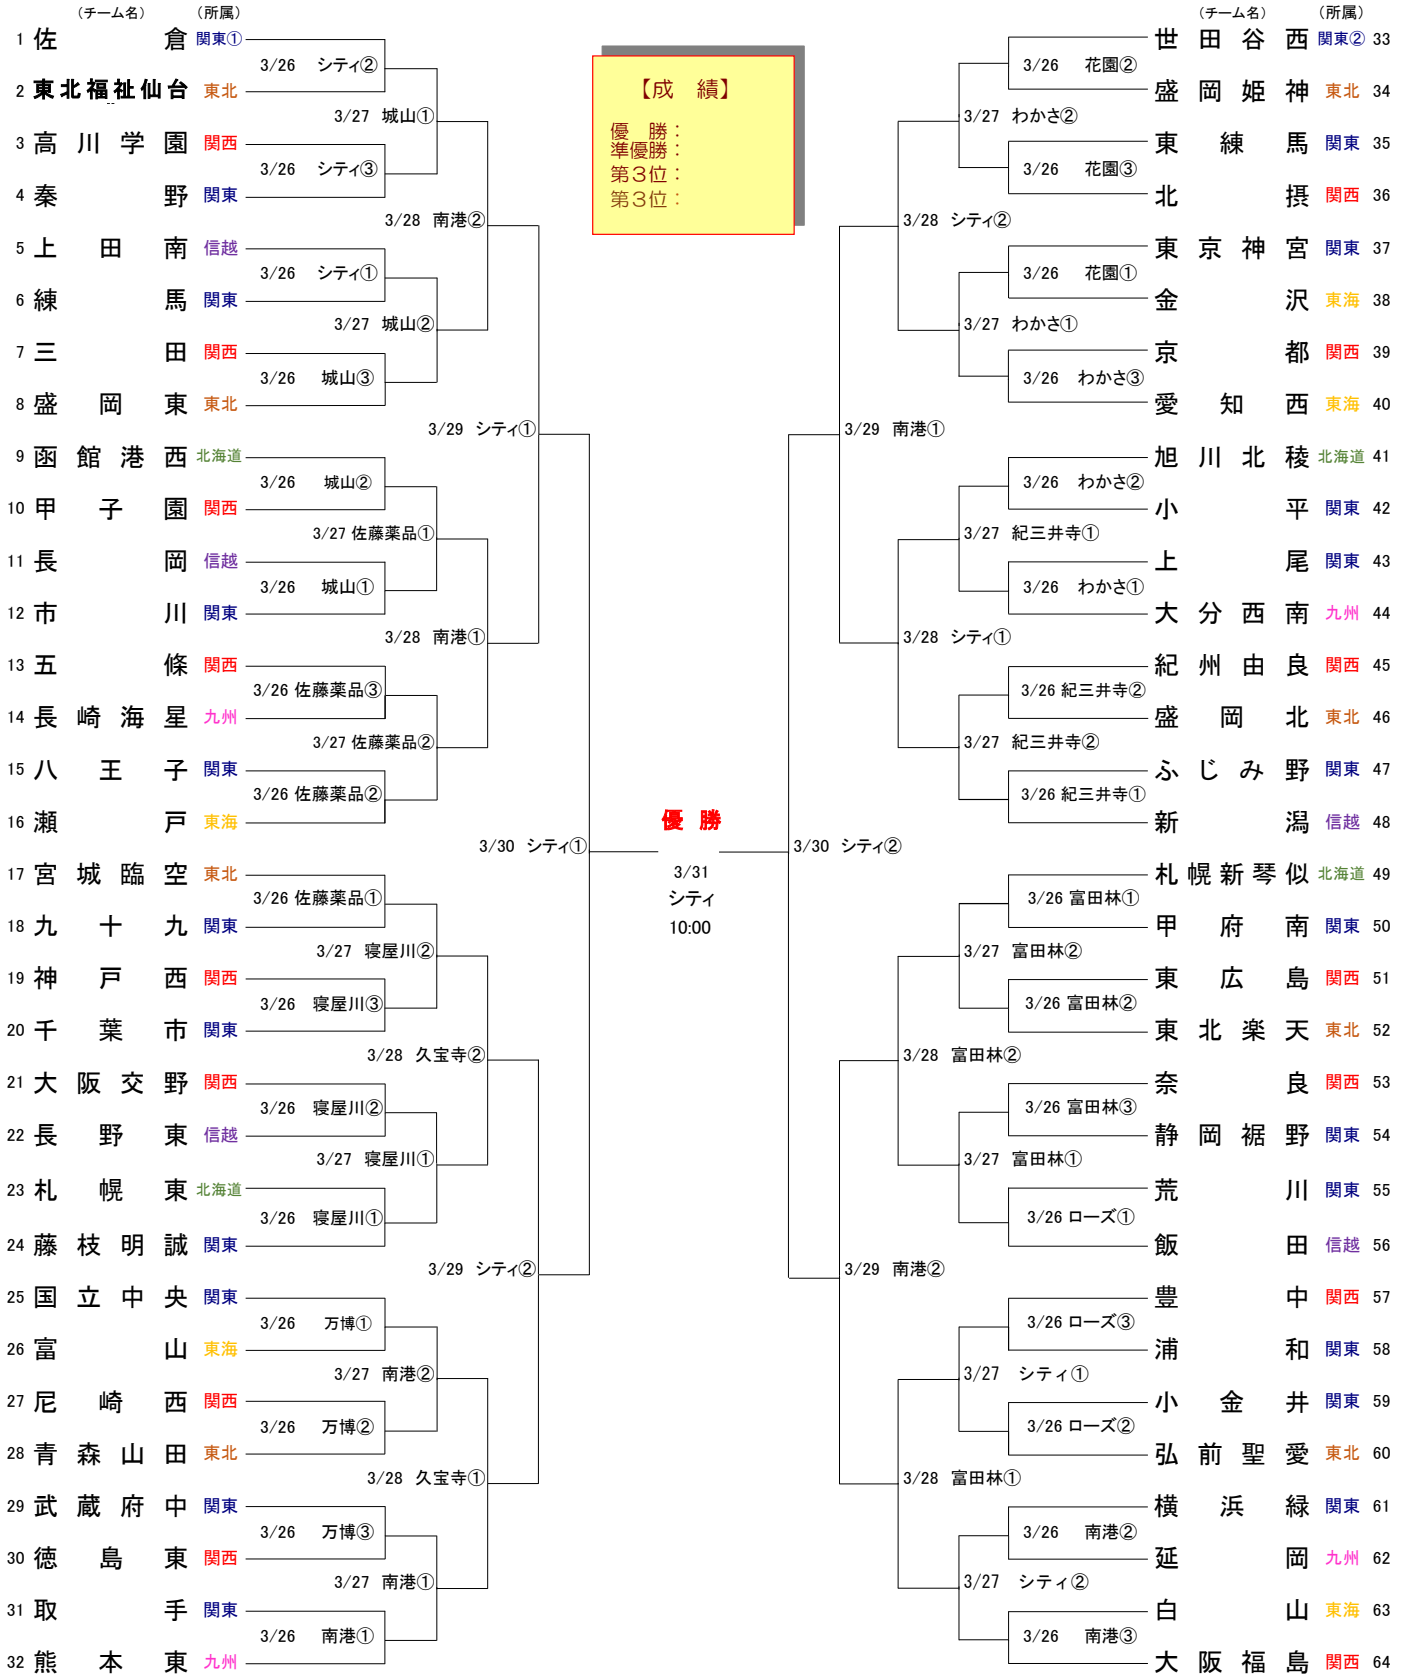 （チーム名） （所属）
1 佐倉 関東①
3/26 シティ②
2 東北福祉仙台 東北
3/27 城山①
3 高川学園 関西
3/26 シティ③
4 秦野 関東
3/28 南港②
5 上田南 信越
3/26 シティ①
6 練馬 関東
3/27 城山②
7 三田 関西
3/26 城山③
8 盛岡東 東北
3/29 シティ①
9 函館港西 北海道
3/26 城山②
10 甲子園 関西
3/27 佐藤薬品①
11 長岡 信越
3/26 城山①
12 市川 関東
3/28 南港①
13 五條 関西
3/26 佐藤薬品③
14 長崎海星 九州
3/27 佐藤薬品②
15 八王子 関東
3/26 佐藤薬品②
16 瀬戸 東海
3/30 シティ①
17 宮城臨空 東北
3/26 佐藤薬品①
18 九十九 関東
3/27 寝屋川②
19 神戸西 関西
3/26 寝屋川③
20 千葉市 関東
3/28 久宝寺②
21 大阪交野 関西
3/26 寝屋川②
22 長野東 信越
3/27 寝屋川①
23 札幌東 北海道
3/26 寝屋川①
24 藤枝明誠 関東
3/29 シティ②
25 国立中央 関東
3/26 万博①
26 富山 東海
3/27 南港②
27 尼崎西 関西
3/26 万博②
28 青森山田 東北
3/28 久宝寺①
29 武蔵府中 関東
3/26 万博③
30 徳島東 関西
3/27 南港①
31 取手 関東
3/26 南港①
32 熊本東 九州
【成 績】
優 勝：
準優勝：
第３位：
第３位：
優 勝
3/31
シティ
10:00
（チーム名） （所属）
世田谷西 関東② 33
3/26 花園②
盛岡姫神 東北 34
3/27 わかさ②
東練馬 関東 35
3/26 花園③
北摂 関西 36
3/28 シティ②
東京神宮 関東 37
3/26 花園①
金沢 東海 38
3/27 わかさ①
京都 関西 39
3/26 わかさ③
愛知西 東海 40
3/29 南港①
旭川北稜 北海道 41
3/26 わかさ②
小平 関東 42
3/27 紀三井寺①
上尾 関東 43
3/26 わかさ①
大分西南 九州 44
3/28 シティ①
紀州由良 関西 45
3/26 紀三井寺②
盛岡北 東北 46
3/27 紀三井寺②
ふじみ野 関東 47
3/26 紀三井寺①
新潟 信越 48
3/30 シティ②
札幌新琴似 北海道 49
3/26 富田林①
甲府南 関東 50
3/27 富田林②
東広島 関西 51
3/26 富田林②
東北楽天 東北 52
3/28 富田林②
奈良 関西 53
3/26 富田林③
静岡裾野 関東 54
3/27 富田林①
荒川 関東 55
3/26 ローズ①
飯田 信越 56
3/29 南港②
豊中 関西 57
3/26 ローズ③
浦和 関東 58
3/27 シティ①
小金井 関東 59
3/26 ローズ②
弘前聖愛 東北 60
3/28 富田林①
横浜緑 関東 61
3/26 南港②
延岡 九州 62
3/27 シティ②
白山 東海 63
3/26 南港③
大阪福島 関西 64